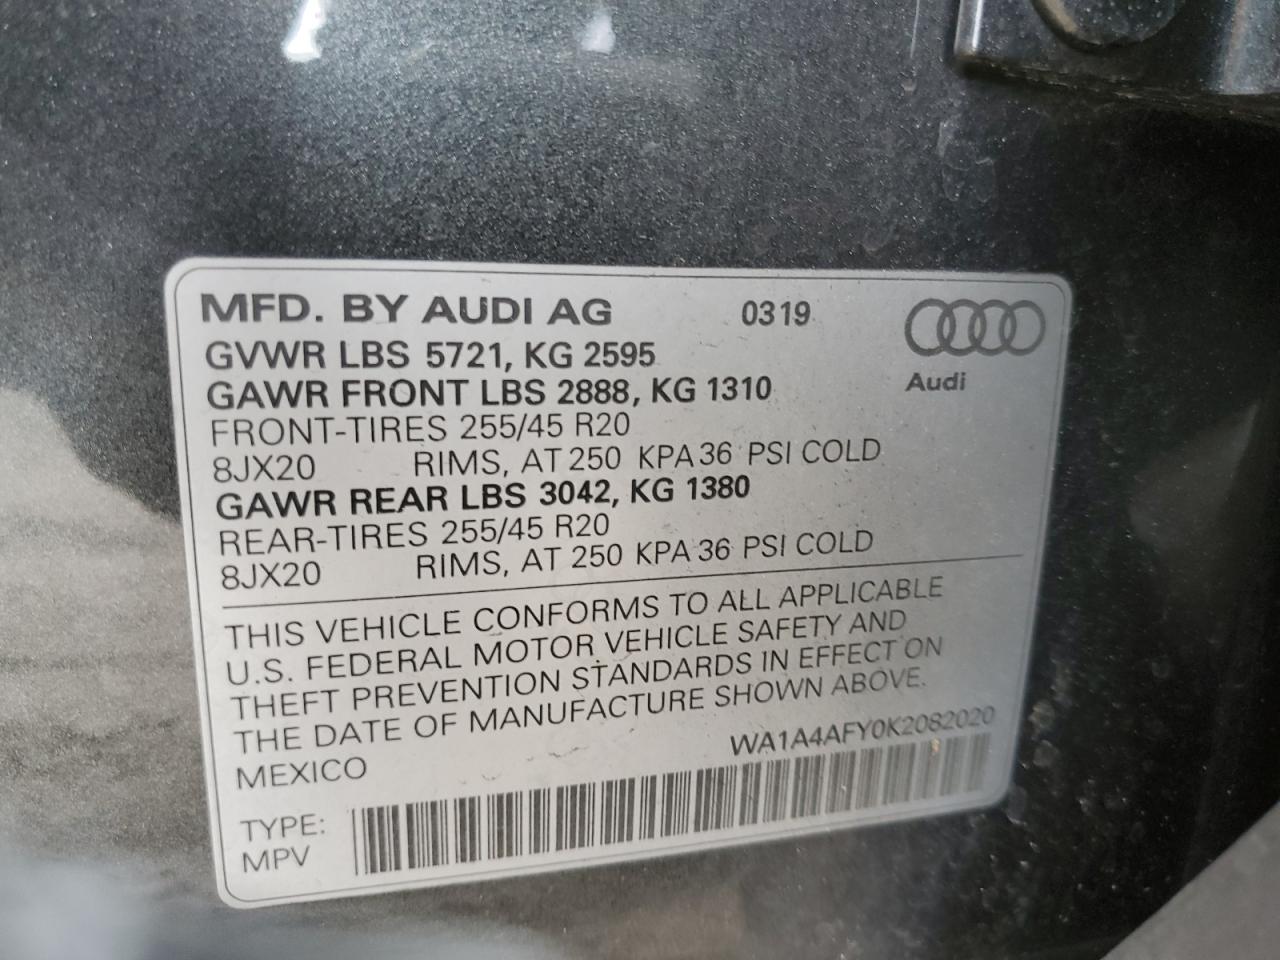 MFD. BY AUDI AG 0319
GVWR LBS 5721, KG 2595
GAWR FRONT LBS 2888, KG 1310
Audi
FRONT-TIRES 255/45 R20
8JX20 RIMS, AT 250 KPA 36 PSI COLD
GAWR REAR LBS 3042, KG 1380
REAR-TIRES 255/45 R20
8JX20 RIMS, AT 250 KPA 36 PSI COLD
THIS VEHICLE CONFORMS TO ALL APPLICABLE
U.S. FEDERAL MOTOR VEHICLE SAFETY AND
THEFT PREVENTION STANDARDS IN EFFECT ON
THE DATE OF MANUFACTURE SHOWN ABOVE.
MEXICO WA1A4AFY0K2082020
TYPE:
MPV